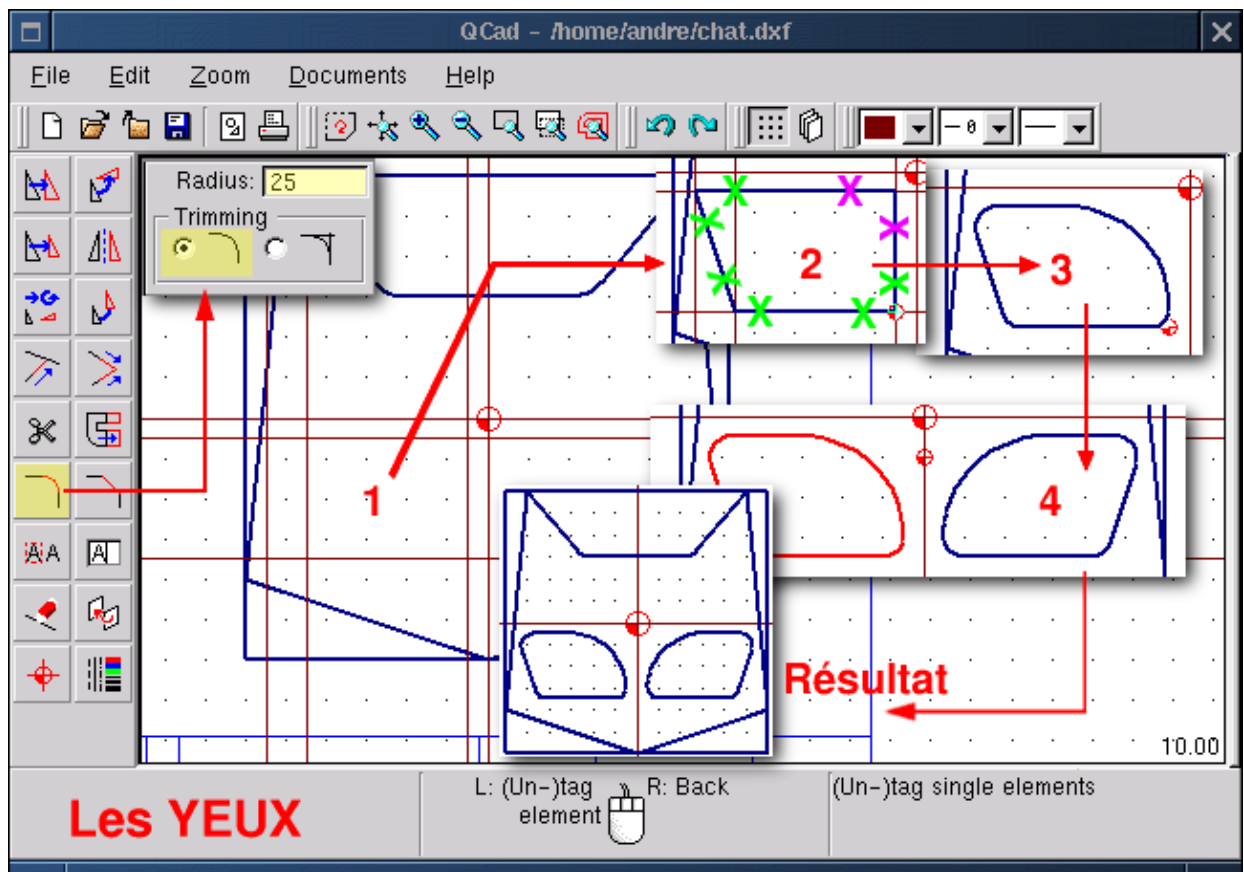 QCad - /home/andre/chat.dxf
File Edit Zoom Documents Help
0
Radius: 25
Trimming
1
2
3
4
A A
A
Résultat
10.00
Les YEUX
L: (Un-)tag element
R: Back
(Un-)tag single elements